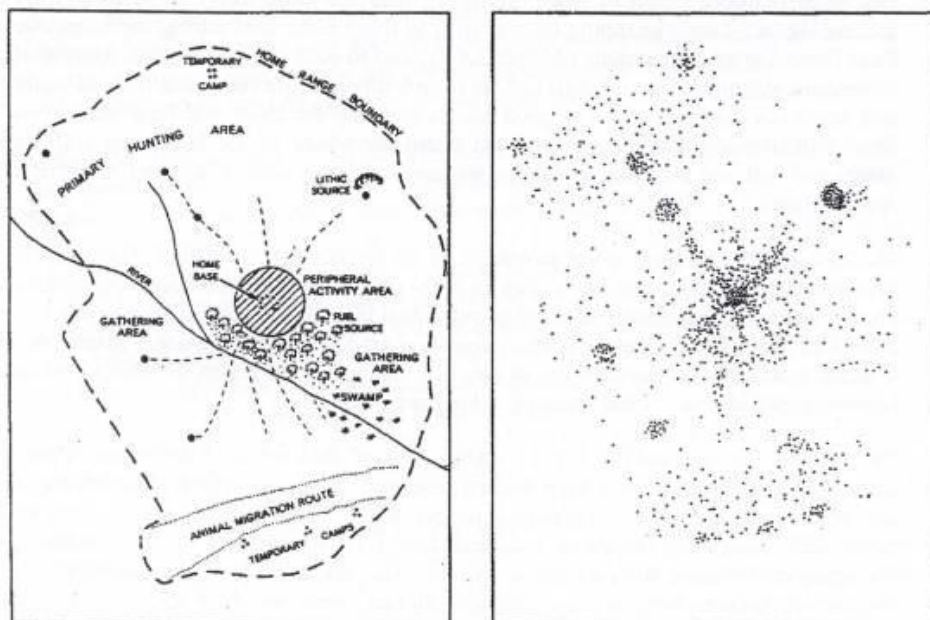 TEMPORARY
CAMP
HOME RANGE BOUNDARY
PRIMARY HUNTING AREA
LITHIC
SOURCE
HOME
BASE
PERIPHERAL
ACTIVITY AREA
RIVER
FUEL
SOURCE
GATHERING
AREA
GATHERING
AREA
SWAMP
ANIMAL MIGRATION ROUTE
TEMPORARY CAMPS